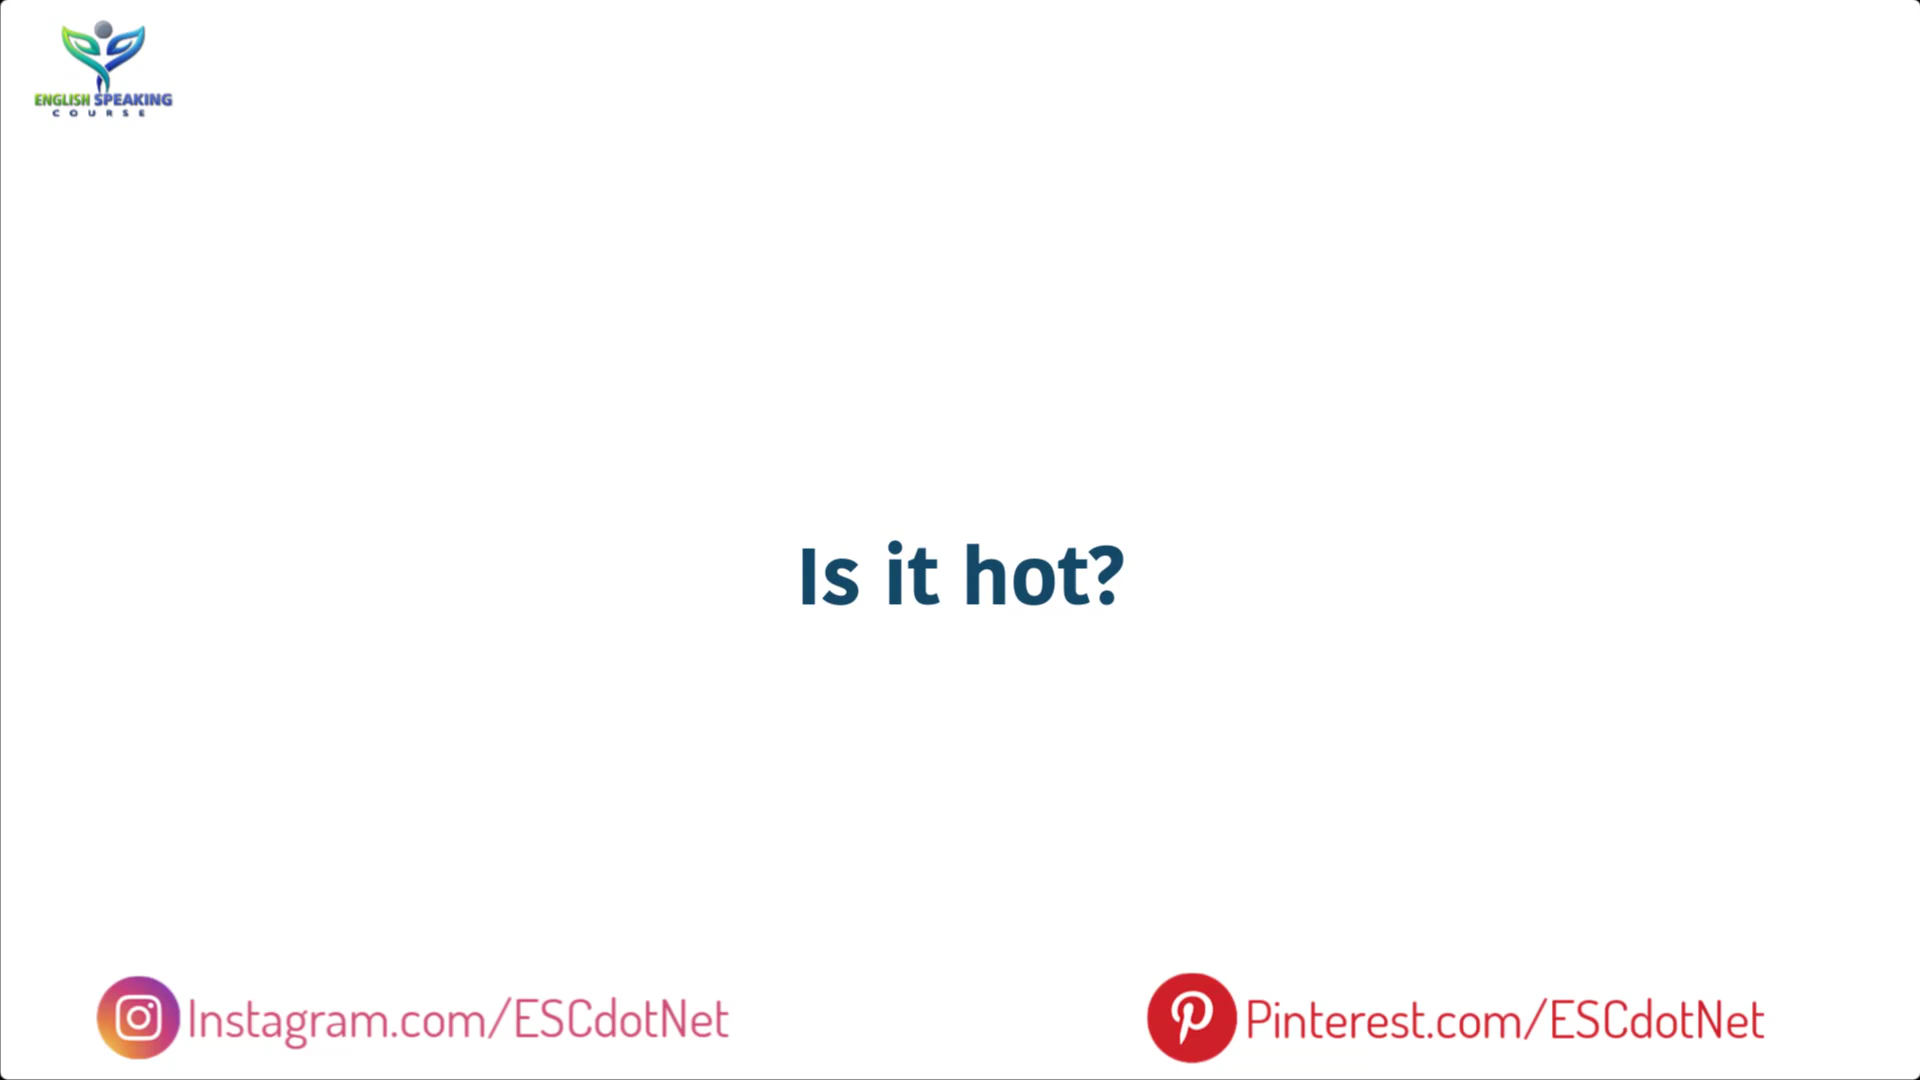 ENGLISH SPEAKING
COURSE
Is it hot?
Instagram.com/ESCdotNet
Pinterest.com/ESCdotNet